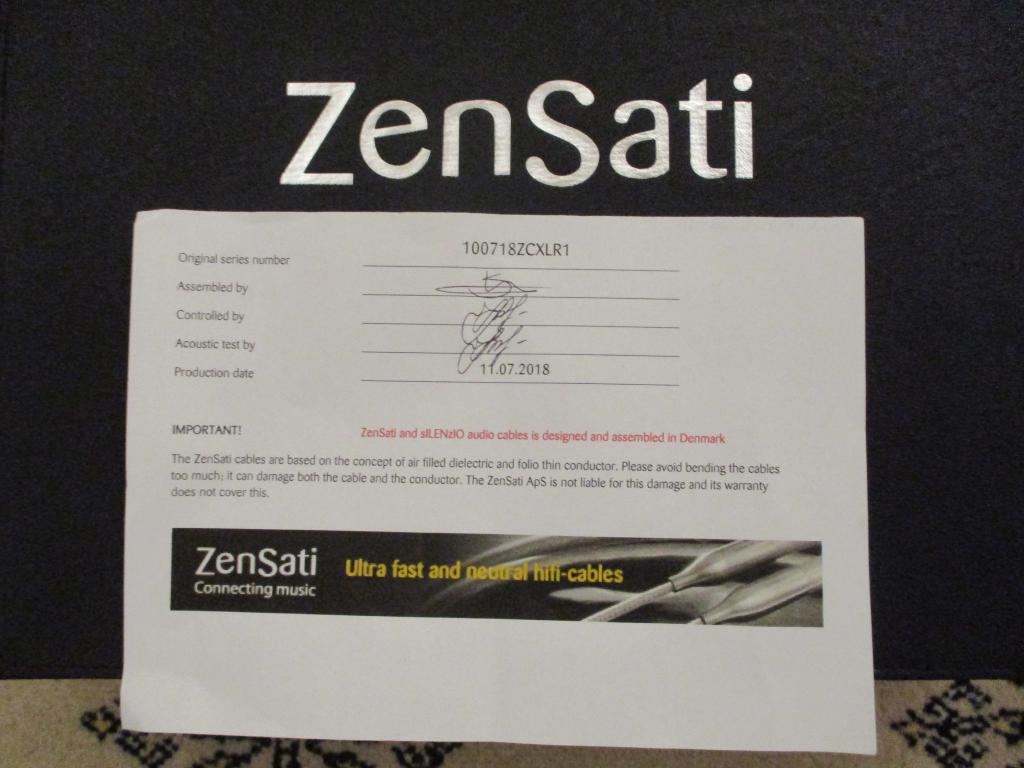 ZenSati
Original series number 100718ZCXLR1
Assembled by
Controlled by
Acoustic test by
Production date 11.07.2018
IMPORTANT! ZenSati and sILENzIO audio cables is designed and assembled in Denmark
The ZenSati cables are based on the concept of air filled dielectric and folio thin conductor. Please avoid bending the cables
too much; it can damage both the cable and the conductor. The ZenSati ApS is not liable for this damage and its warranty
does not cover this.
ZenSati
Connecting music
Ultra fast and neutral hifi-cables